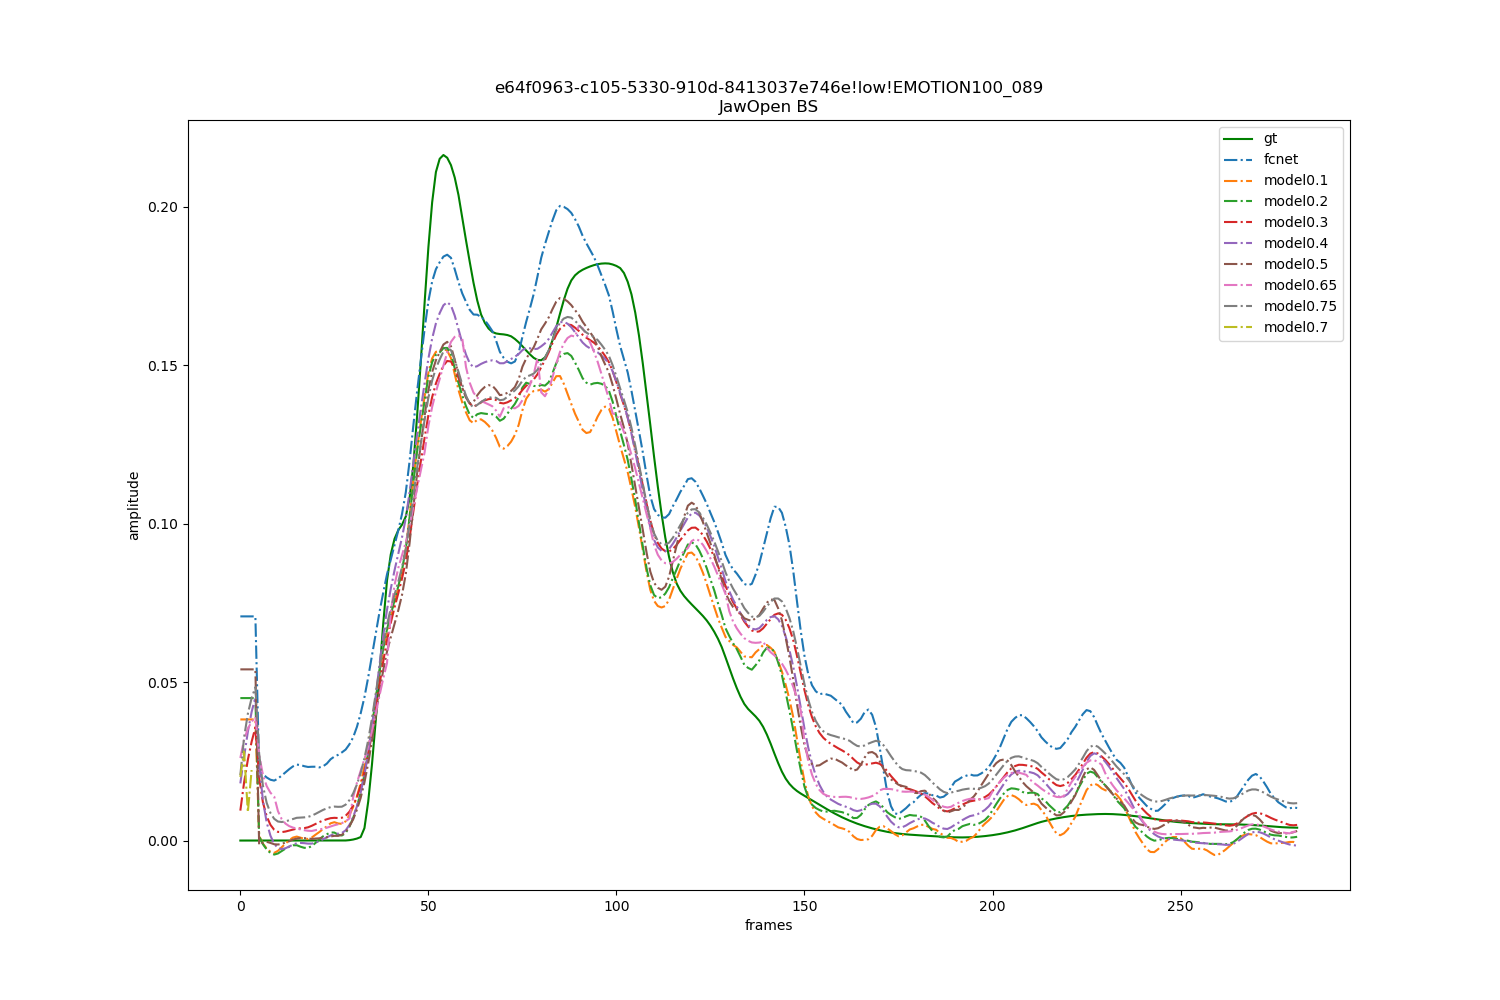 e64f0963-c105-5330-910d-8413037e746e!low!EMOTION100_089
JawOpen BS
gt
fcnet
model0.1
model0.2
model0.3
model0.4
model0.5
model0.65
model0.75
model0.7
amplitude
0.20
0.15
0.10
0.05
0.00
0 50 100 150 200 250
frames